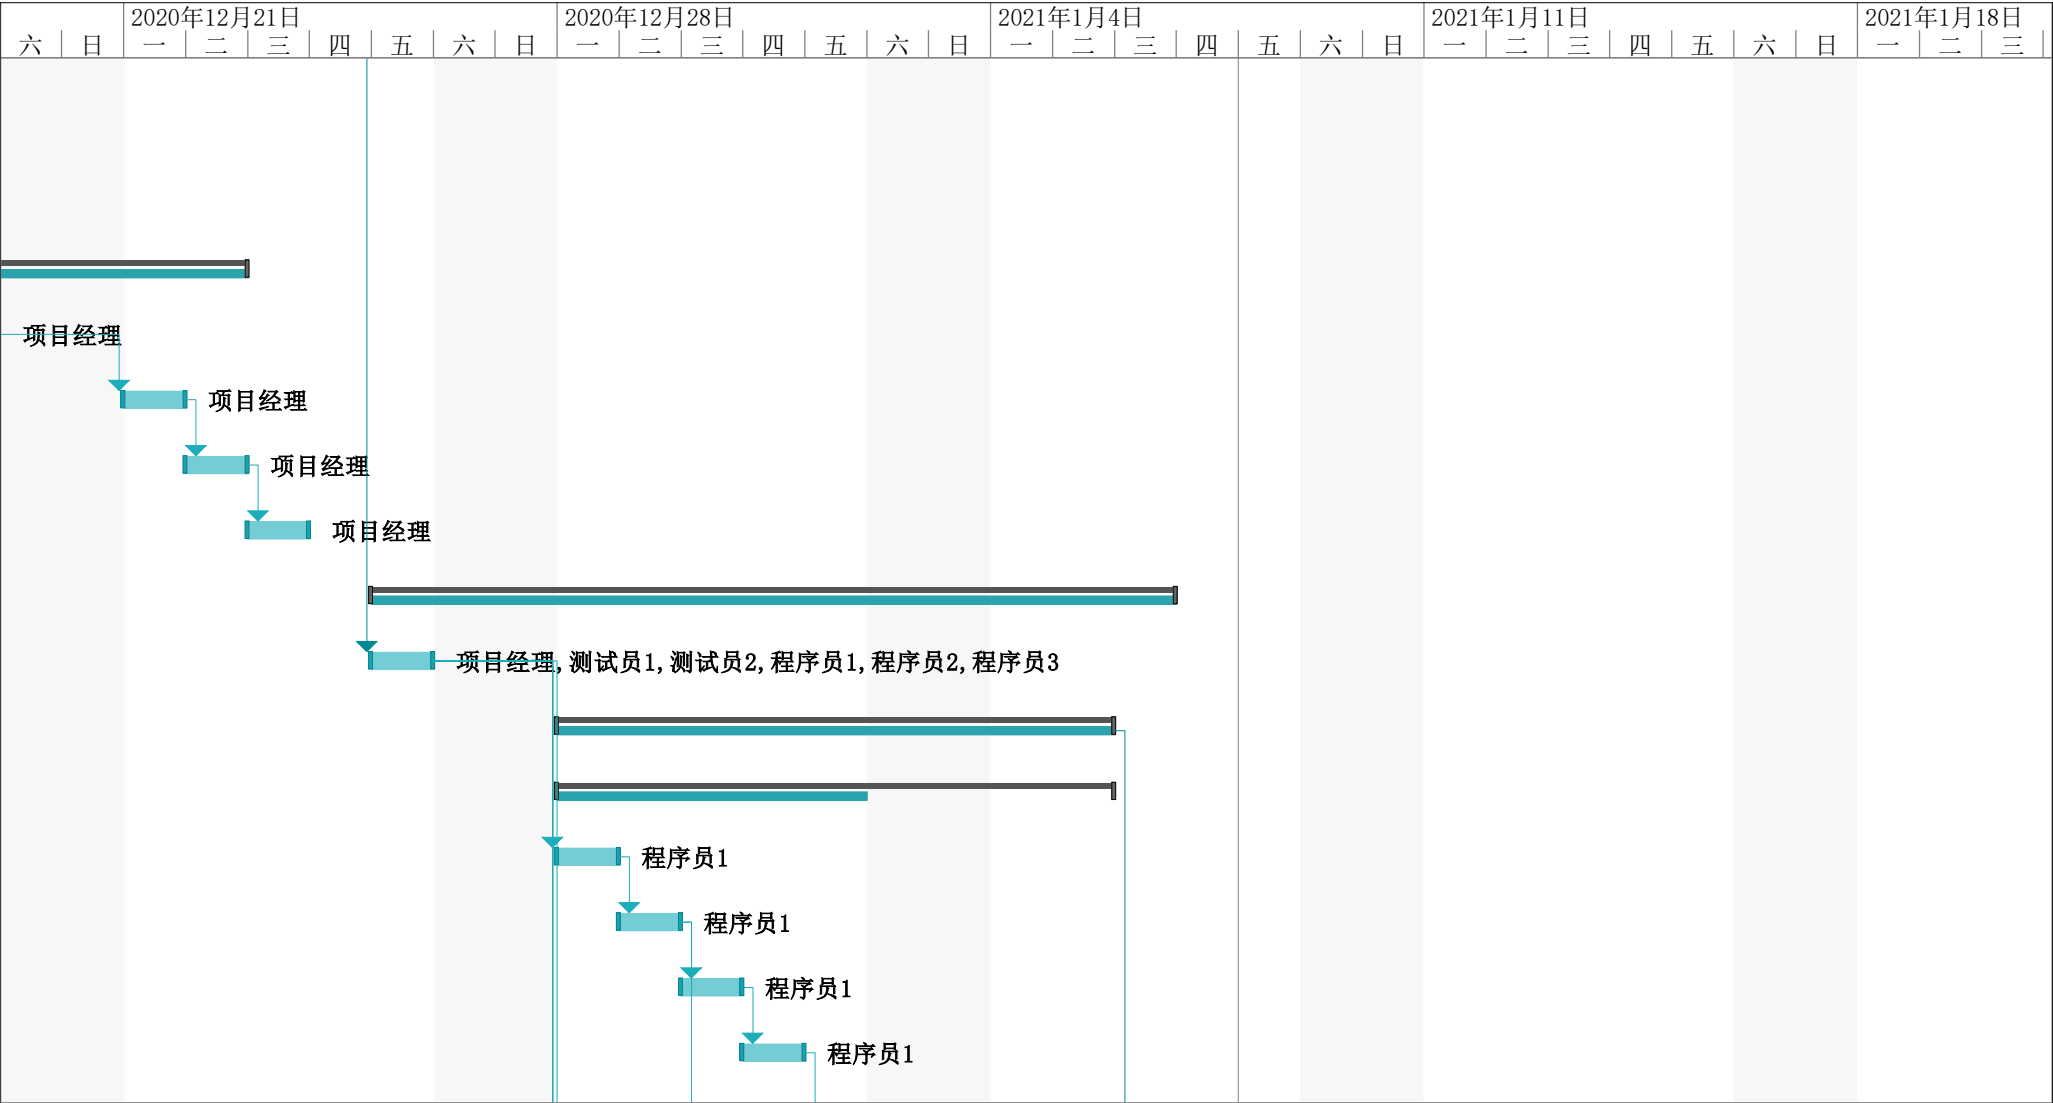 2020年12月21日 2020年12月28日 2021年1月4日 2021年1月11日 2021年1月18日
六 日 一 二 三 四 五 六 日 一 二 三 四 五 六 日 一 二 三 四 五 六 日 一 二 三 四 五 六 日 一 二 三
项目经理
项目经理
项目经理
项目经理
项目经理,测试员1,测试员2,程序员1,程序员2,程序员3
程序员1
程序员1
程序员1
程序员1